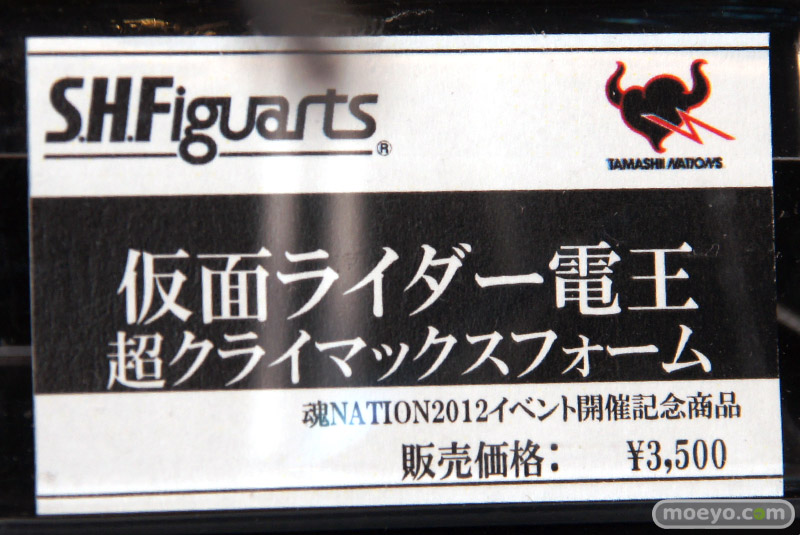 S.H.Figuarts®
TAMASHII NATIONS
仮面ライダー電王
超クライマックスフォーム
魂NATION2012イベント開催記念商品
販売価格: ¥3,500
moeyo.com